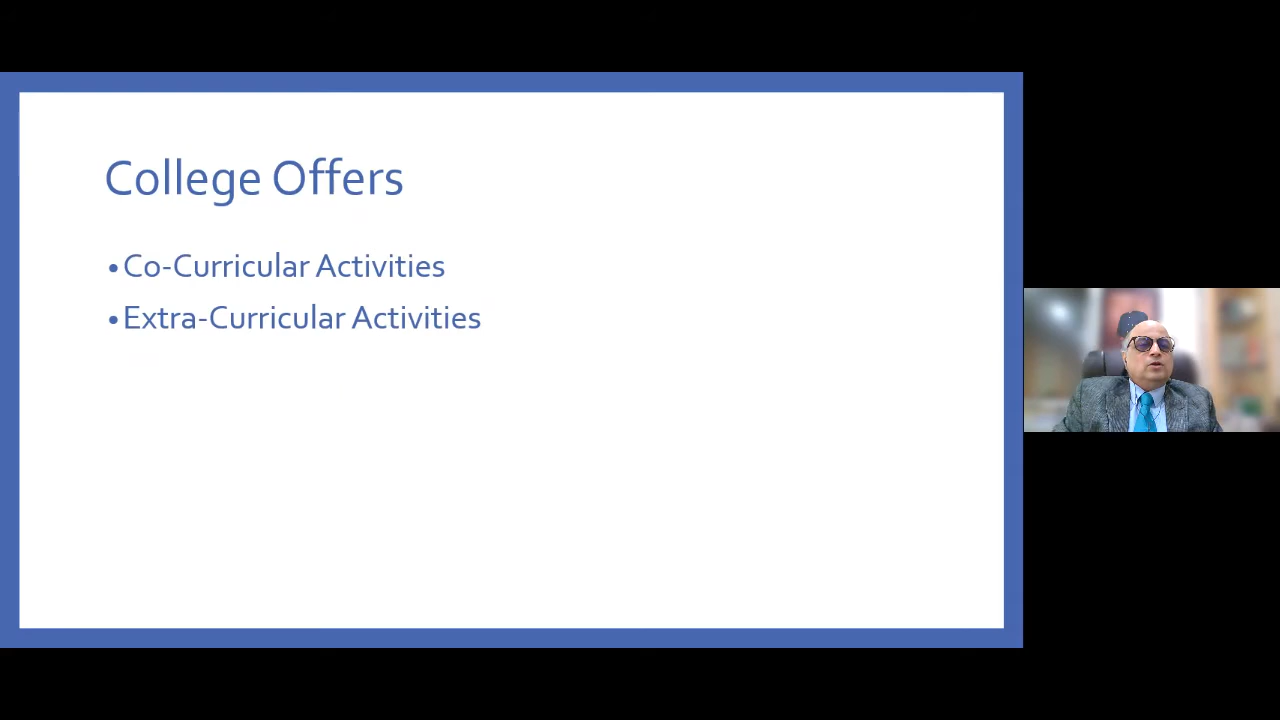 College Offers
•Co-Curricular Activities
•Extra-Curricular Activities